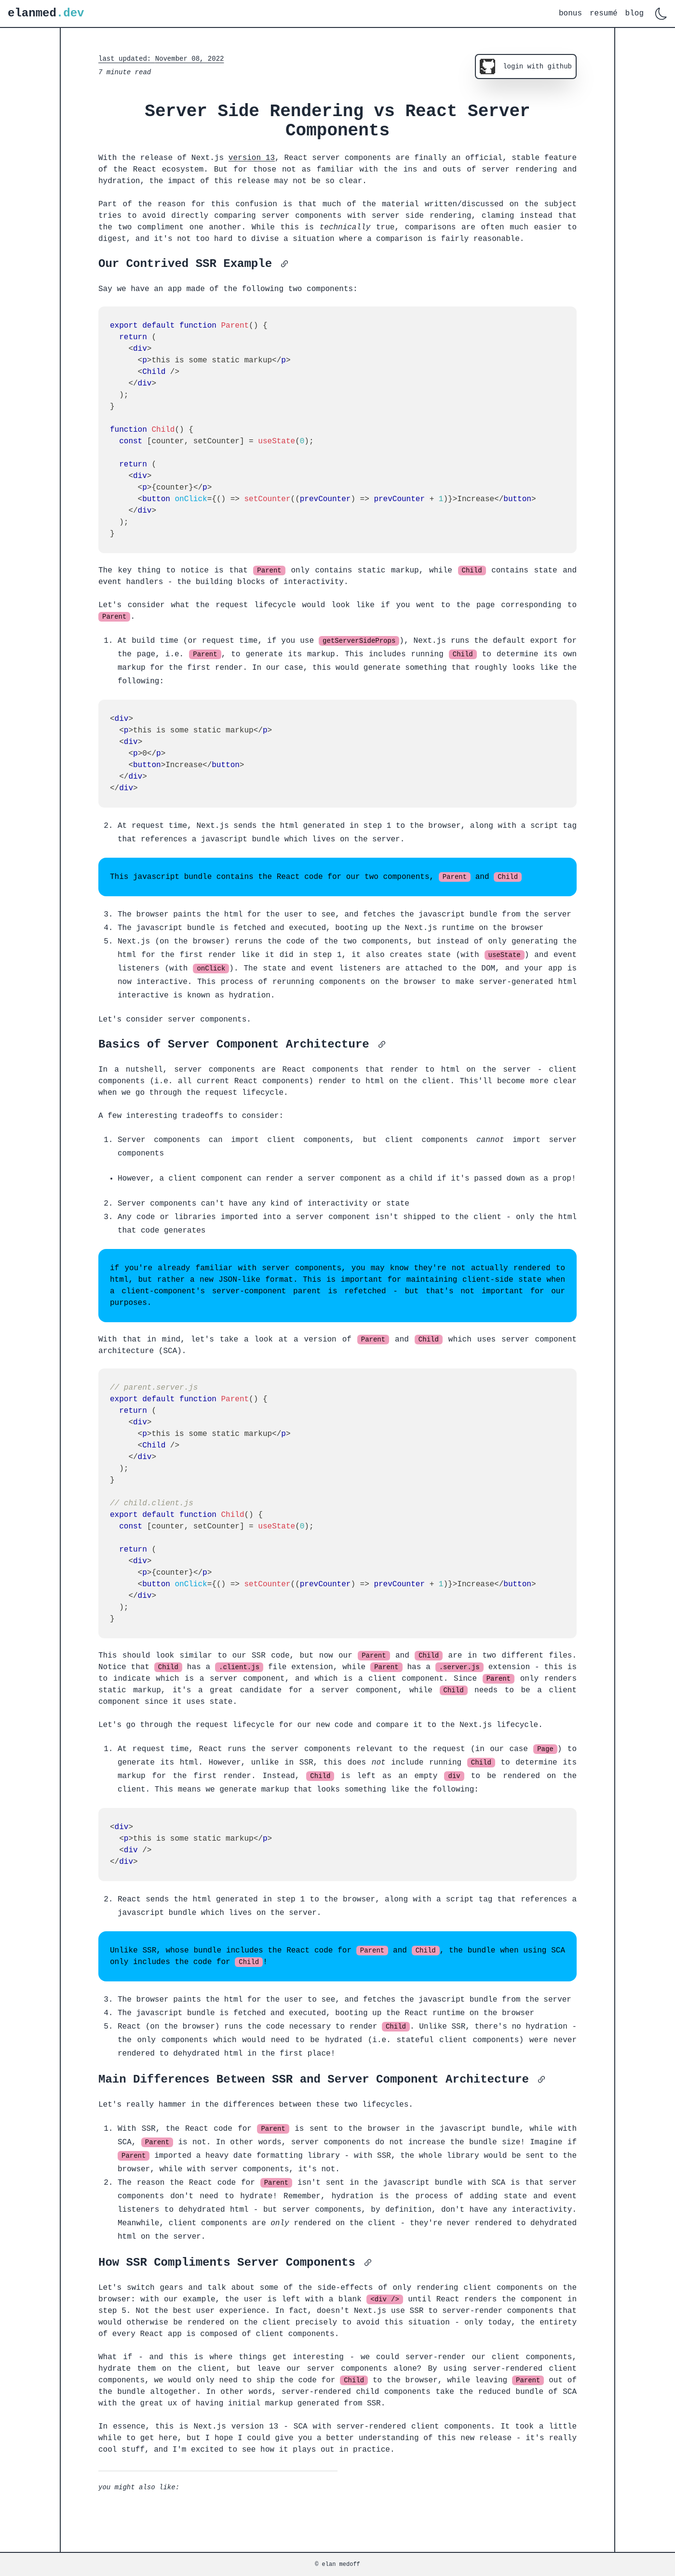 elanmed.dev
bonus resumé blog
last updated: November 08, 2022
7 minute read
login with github
Server Side Rendering vs React Server
Components
With the release of Next.js version 13, React server components are finally an official, stable feature
of the React ecosystem. But for those not as familiar with the ins and outs of server rendering and
hydration, the impact of this release may not be so clear.
Part of the reason for this confusion is that much of the material written/discussed on the subject
tries to avoid directly comparing server components with server side rendering, claming instead that
the two compliment one another. While this is technically true, comparisons are often much easier to
digest, and it's not too hard to divise a situation where a comparison is fairly reasonable.
Our Contrived SSR Example
Say we have an app made of the following two components:
export default function Parent() {
  return (
    <div>
      <p>this is some static markup</p>
      <Child />
    </div>
  );
}
function Child() {
  const [counter, setCounter] = useState(0);
  return (
    <div>
      <p>{counter}</p>
      <button onClick={() => setCounter((prevCounter) => prevCounter + 1)}>Increase</button>
    </div>
  );
}
The key thing to notice is that Parent only contains static markup, while Child contains state and
event handlers - the building blocks of interactivity.
Let's consider what the request lifecycle would look like if you went to the page corresponding to
Parent.
1. At build time (or request time, if you use getServerSideProps), Next.js runs the default export for
the page, i.e. Parent, to generate its markup. This includes running Child to determine its own
markup for the first render. In our case, this would generate something that roughly looks like the
following:
<div>
  <p>this is some static markup</p>
  <div>
    <p>0</p>
    <button>Increase</button>
  </div>
</div>
2. At request time, Next.js sends the html generated in step 1 to the browser, along with a script tag
that references a javascript bundle which lives on the server.
This javascript bundle contains the React code for our two components, Parent and Child
3. The browser paints the html for the user to see, and fetches the javascript bundle from the server
4. The javascript bundle is fetched and executed, booting up the Next.js runtime on the browser
5. Next.js (on the browser) reruns the code of the two components, but instead of only generating the
html for the first render like it did in step 1, it also creates state (with useState) and event
listeners (with onClick). The state and event listeners are attached to the DOM, and your app is
now interactive. This process of rerunning components on the browser to make server-generated html
interactive is known as hydration.
Let's consider server components.
Basics of Server Component Architecture
In a nutshell, server components are React components that render to html on the server - client
components (i.e. all current React components) render to html on the client. This'll become more clear
when we go through the request lifecycle.
A few interesting tradeoffs to consider:
1. Server components can import client components, but client components cannot import server
components
• However, a client component can render a server component as a child if it's passed down as a prop!
2. Server components can't have any kind of interactivity or state
3. Any code or libraries imported into a server component isn't shipped to the client - only the html
that code generates
if you're already familiar with server components, you may know they're not actually rendered to
html, but rather a new JSON-like format. This is important for maintaining client-side state when
a client-component's server-component parent is refetched - but that's not important for our
purposes.
With that in mind, let's take a look at a version of Parent and Child which uses server component
architecture (SCA).
// parent.server.js
export default function Parent() {
  return (
    <div>
      <p>this is some static markup</p>
      <Child />
    </div>
  );
}
// child.client.js
export default function Child() {
  const [counter, setCounter] = useState(0);
  return (
    <div>
      <p>{counter}</p>
      <button onClick={() => setCounter((prevCounter) => prevCounter + 1)}>Increase</button>
    </div>
  );
}
This should look similar to our SSR code, but now our Parent and Child are in two different files.
Notice that Child has a .client.js file extension, while Parent has a .server.js extension - this is
to indicate which is a server component, and which is a client component. Since Parent only renders
static markup, it's a great candidate for a server component, while Child needs to be a client
component since it uses state.
Let's go through the request lifecycle for our new code and compare it to the Next.js lifecycle.
1. At request time, React runs the server components relevant to the request (in our case Page) to
generate its html. However, unlike in SSR, this does not include running Child to determine its
markup for the first render. Instead, Child is left as an empty div to be rendered on the
client. This means we generate markup that looks something like the following:
<div>
  <p>this is some static markup</p>
  <div />
</div>
2. React sends the html generated in step 1 to the browser, along with a script tag that references a
javascript bundle which lives on the server.
Unlike SSR, whose bundle includes the React code for Parent and Child, the bundle when using SCA
only includes the code for Child!
3. The browser paints the html for the user to see, and fetches the javascript bundle from the server
4. The javascript bundle is fetched and executed, booting up the React runtime on the browser
5. React (on the browser) runs the code necessary to render Child. Unlike SSR, there's no hydration -
the only components which would need to be hydrated (i.e. stateful client components) were never
rendered to dehydrated html in the first place!
Main Differences Between SSR and Server Component Architecture
Let's really hammer in the differences between these two lifecycles.
1. With SSR, the React code for Parent is sent to the browser in the javascript bundle, while with
SCA, Parent is not. In other words, server components do not increase the bundle size! Imagine if
Parent imported a heavy date formatting library - with SSR, the whole library would be sent to the
browser, while with server components, it's not.
2. The reason the React code for Parent isn't sent in the javascript bundle with SCA is that server
components don't need to hydrate! Remember, hydration is the process of adding state and event
listeners to dehydrated html - but server components, by definition, don't have any interactivity.
Meanwhile, client components are only rendered on the client - they're never rendered to dehydrated
html on the server.
How SSR Compliments Server Components
Let's switch gears and talk about some of the side-effects of only rendering client components on the
browser: with our example, the user is left with a blank <div /> until React renders the component in
step 5. Not the best user experience. In fact, doesn't Next.js use SSR to server-render components that
would otherwise be rendered on the client precisely to avoid this situation - only today, the entirety
of every React app is composed of client components.
What if - and this is where things get interesting - we could server-render our client components,
hydrate them on the client, but leave our server components alone? By using server-rendered client
components, we would only need to ship the code for Child to the browser, while leaving Parent out of
the bundle altogether. In other words, server-rendered child components take the reduced bundle of SCA
with the great ux of having initial markup generated from SSR.
In essence, this is Next.js version 13 - SCA with server-rendered client components. It took a little
while to get here, but I hope I could give you a better understanding of this new release - it's really
cool stuff, and I'm excited to see how it plays out in practice.
you might also like:
© elan medoff